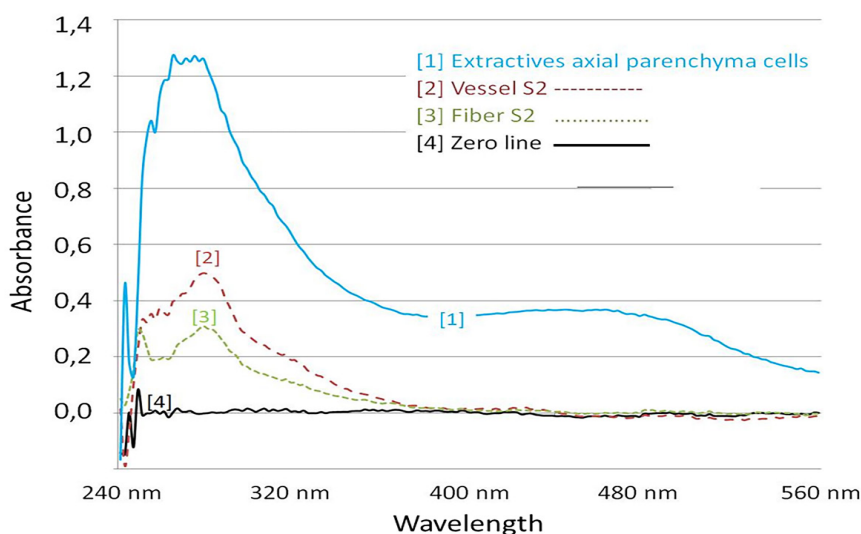 1,4
1,2
1,0
0,8
0,6
0,4
0,2
0,0
Absorbance
[1] Extractives axial parenchyma cells
[2] Vessel S2 -----------
[3] Fiber S2 ................
[4] Zero line
[2]
[3]
[1]
[4]
240 nm 320 nm 400 nm 480 nm 560 nm
Wavelength